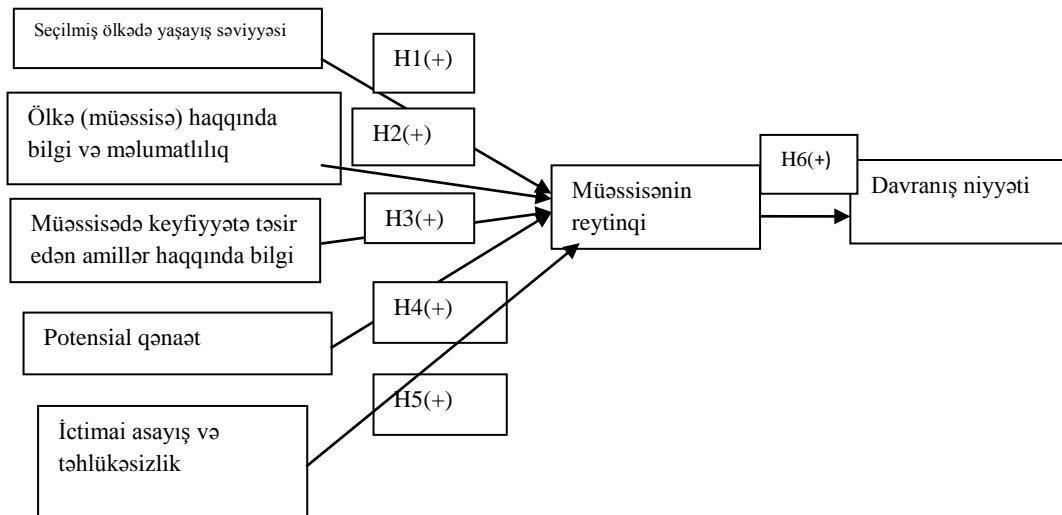 Seçilmiş ölkədə yaşayış səviyyəsi
H1(+)
Ölkə (müəssisə) haqqında
bilgi və məlumatlılıq
H2(+)
Müəssisədə keyfiyyətə təsir
edən amillər haqqında bilgi
H3(+)
Potensial qənaət
H4(+)
İctimai asayış və
təhlükəsizlik
H5(+)
Müəssisənin
reytinqi
H6(+)
Davranış niyyəti